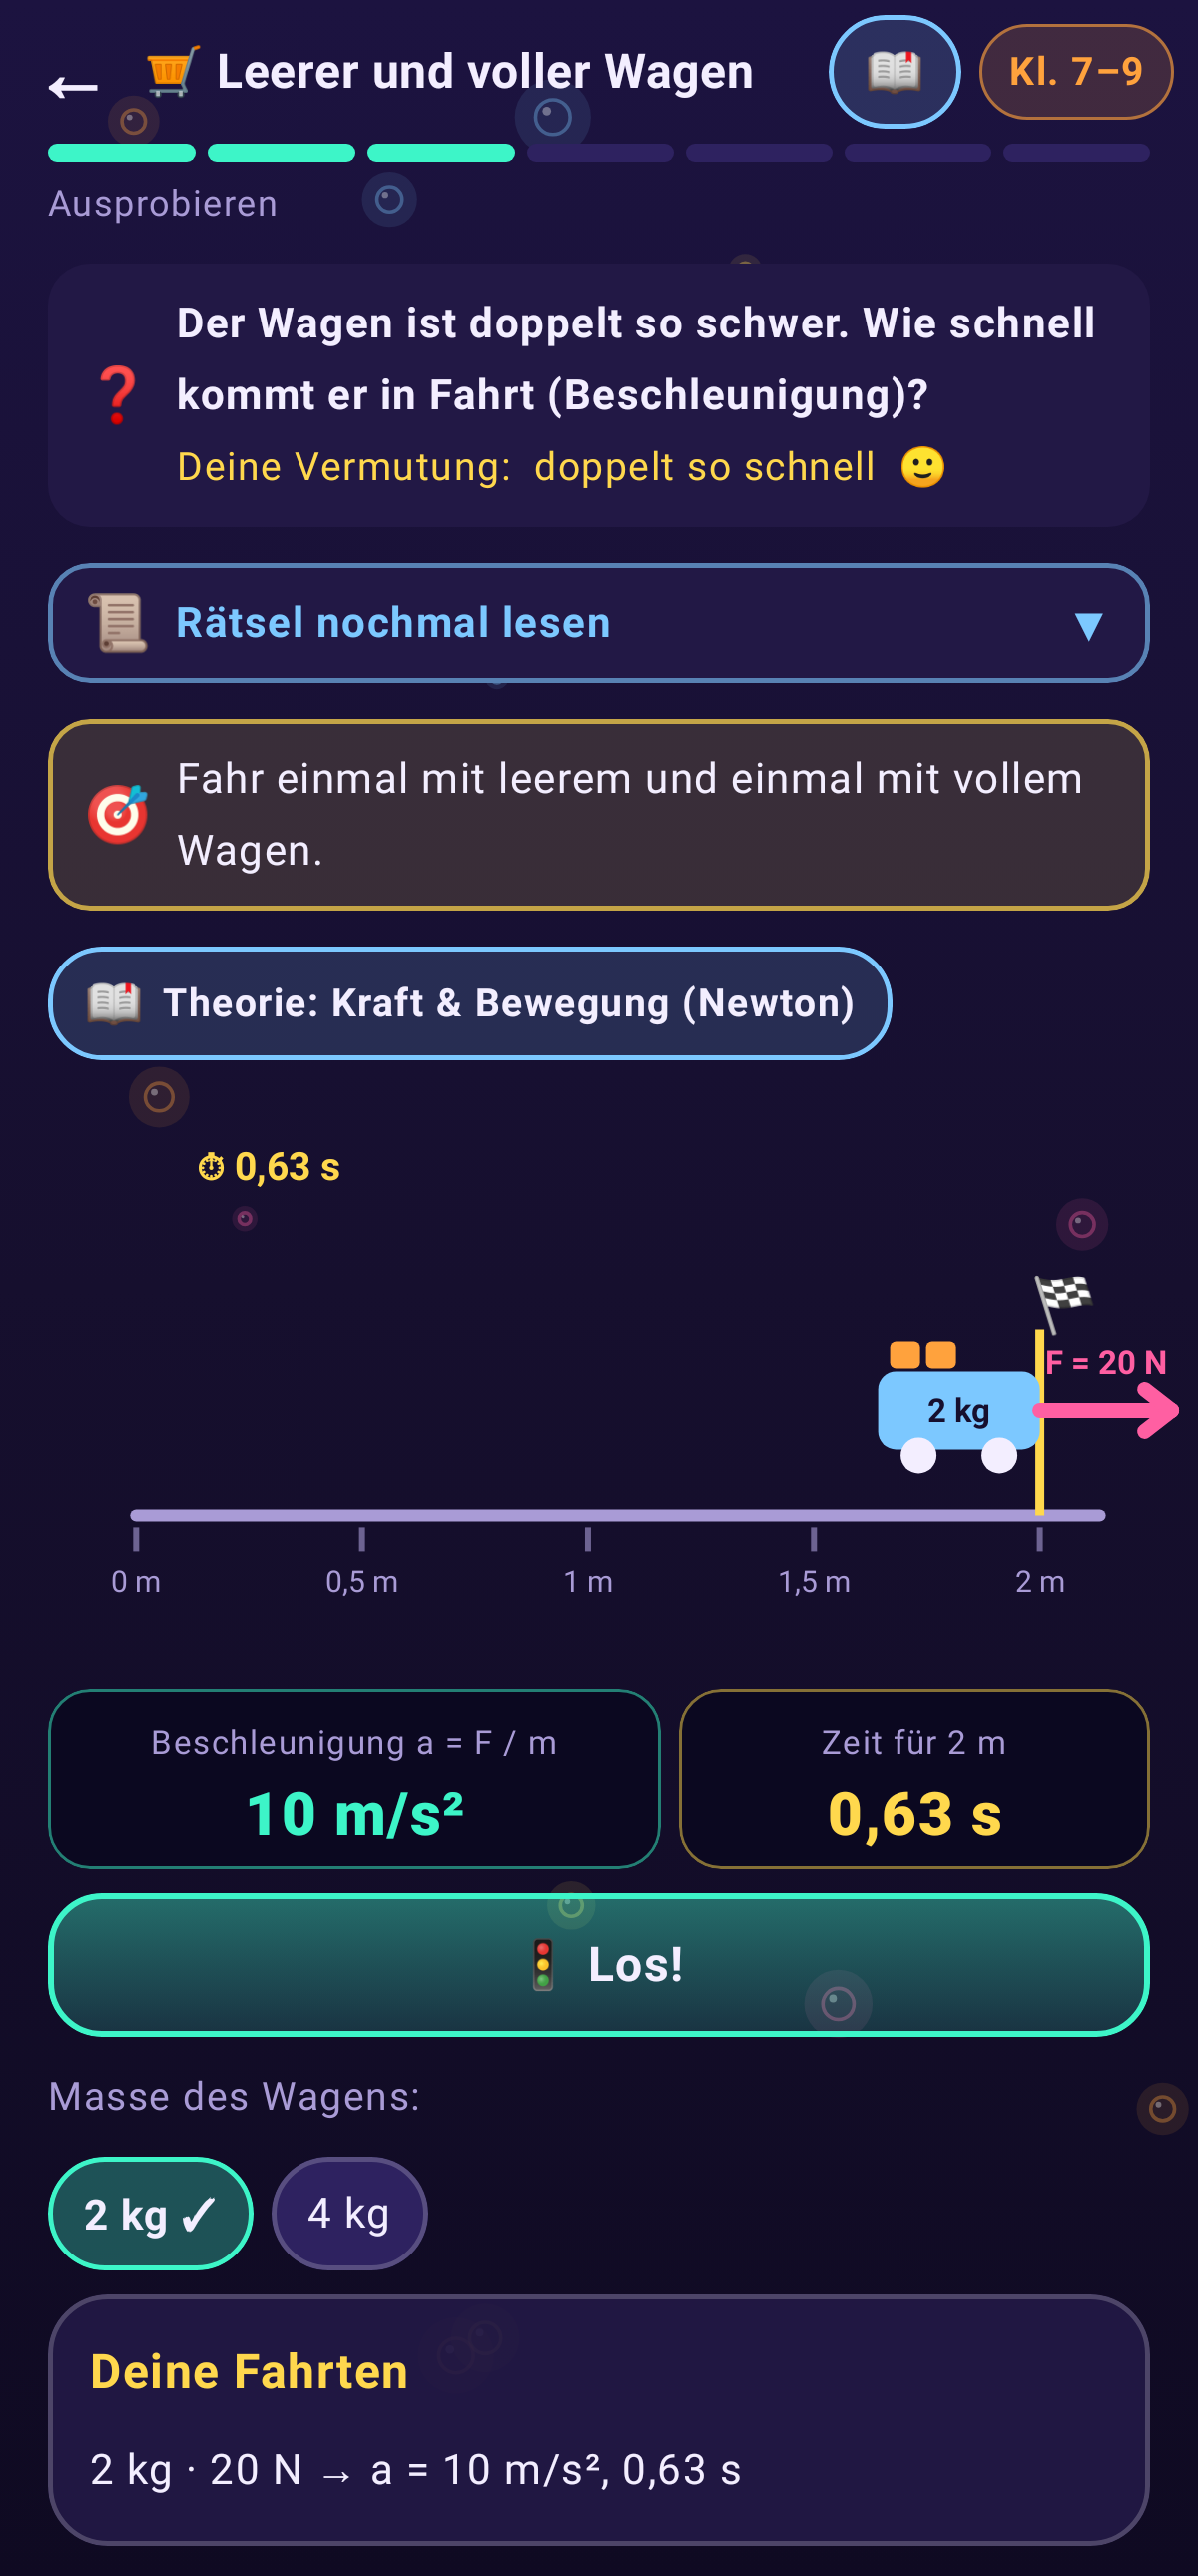 Leerer und voller Wagen
Kl. 7–9
Ausprobieren
Der Wagen ist doppelt so schwer. Wie schnell
kommt er in Fahrt (Beschleunigung)?
Deine Vermutung: doppelt so schnell 🙂
Rätsel nochmal lesen
Fahr einmal mit leerem und einmal mit vollem
Wagen.
Theorie: Kraft & Bewegung (Newton)
⏱ 0,63 s
F = 20 N
2 kg
0 m
0,5 m
1 m
1,5 m
2 m
Beschleunigung a = F / m
10 m/s²
Zeit für 2 m
0,63 s
Los!
Masse des Wagens:
2 kg ✓
4 kg
Deine Fahrten
2 kg · 20 N → a = 10 m/s², 0,63 s